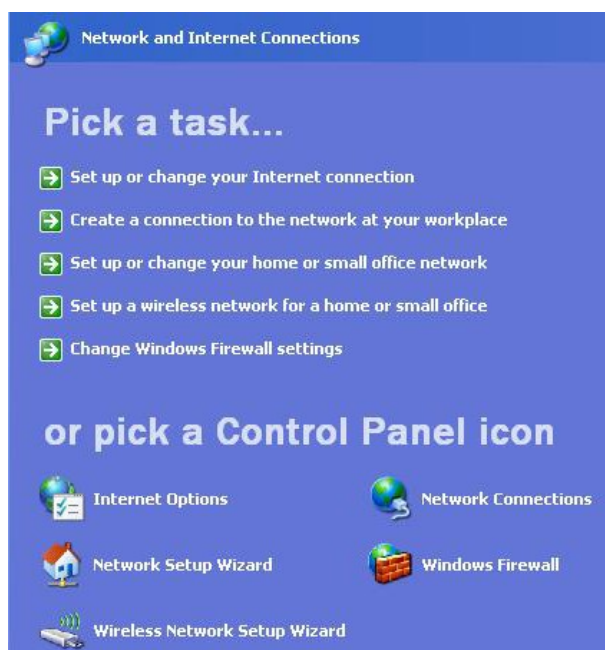 Network and Internet Connections
Pick a task...
Set up or change your Internet connection
Create a connection to the network at your workplace
Set up or change your home or small office network
Set up a wireless network for a home or small office
Change Windows Firewall settings
or pick a Control Panel icon
Internet Options
Network Connections
Network Setup Wizard
Windows Firewall
Wireless Network Setup Wizard